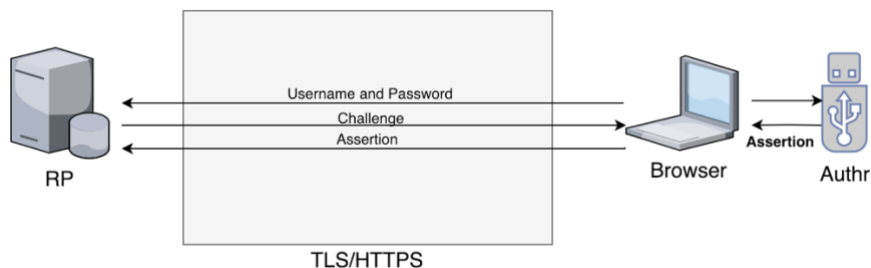 Username and Password
Challenge
Assertion
Assertion
RP
Browser
Authr
TLS/HTTPS